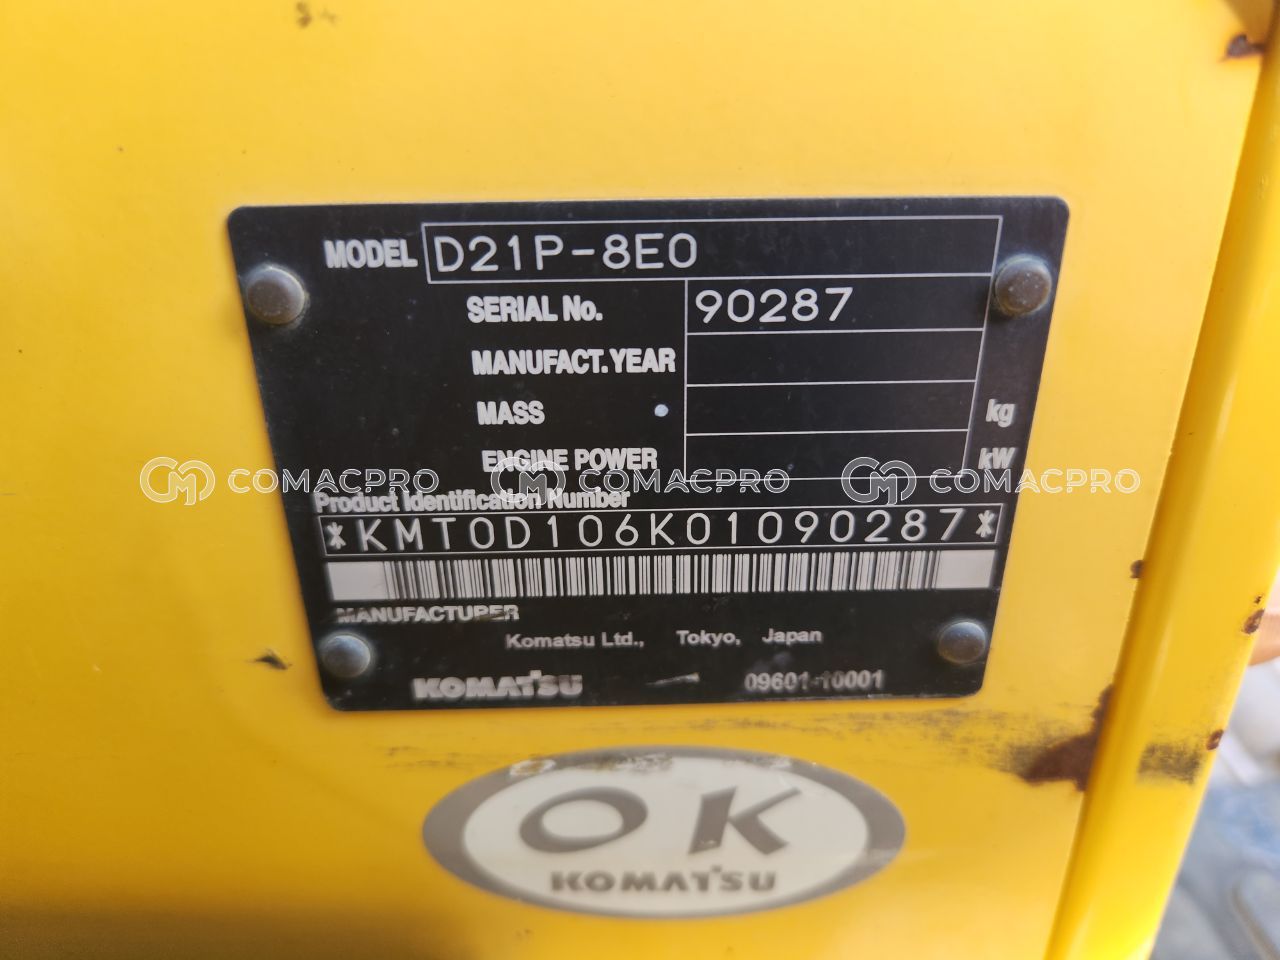 MODEL D21P-8E0
SERIAL No. 90287
MANUFACT. YEAR
MASS kg
ENGINE POWER kW
COMACPRO COMACPRO COMACPRO
Product Identification Number
*KMT0D106K01090287*
MANUFACTURER
Komatsu Ltd., Tokyo, Japan
KOMATSU 09601-10001
OK
KOMATSU